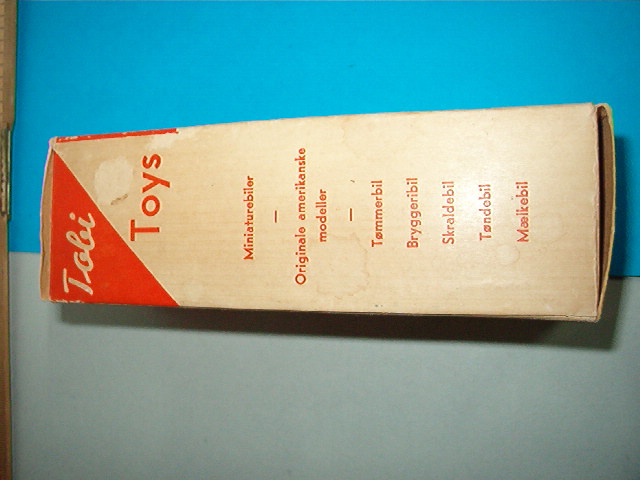 Tobi
Toys
Miniaturebiler
—
Originale amerikanske
modeller
—
Tømmerbil
Bryggeribil
Skraldebil
Tøndebil
Mælkebil